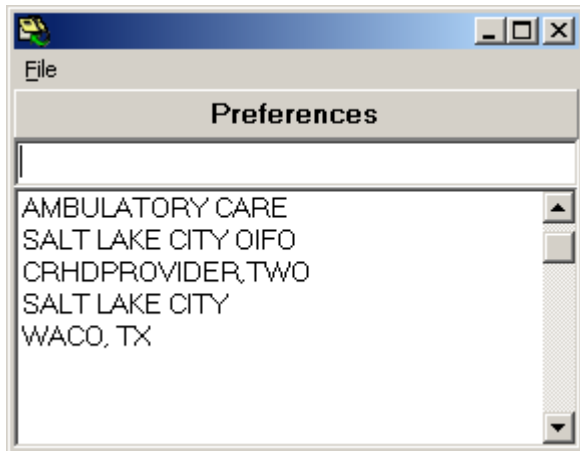 File
Preferences
AMBULATORY CARE
SALT LAKE CITY OIFO
CRHDPROVIDER,TWO
SALT LAKE CITY
WACO, TX